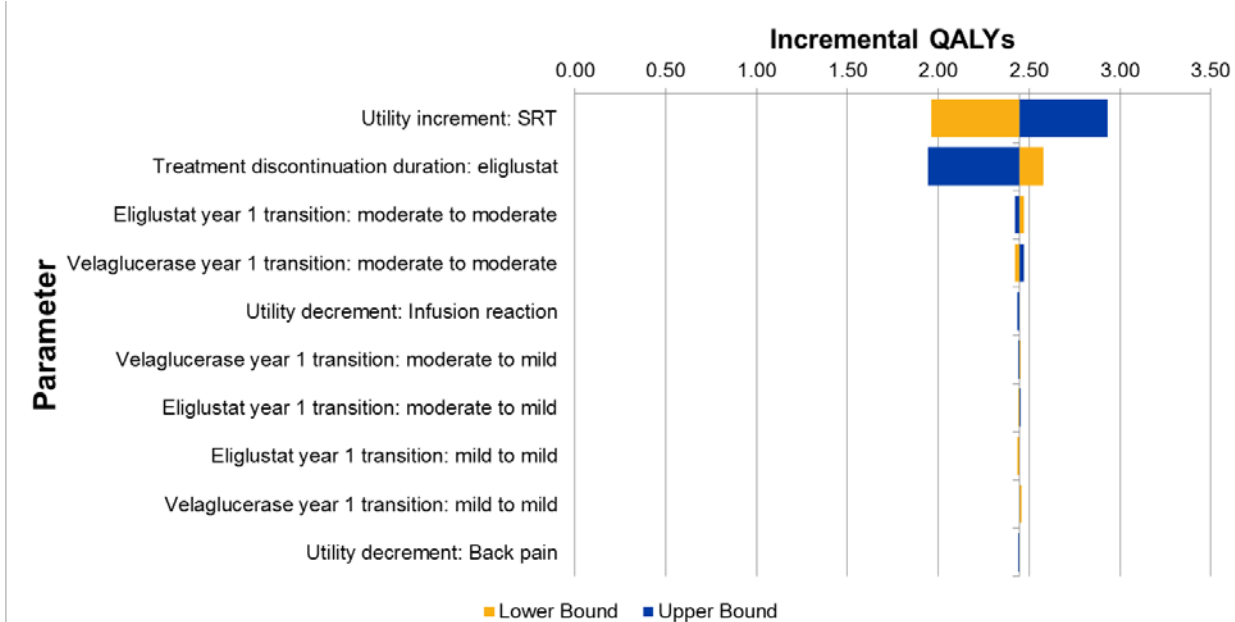 Incremental QALYs
0.00 0.50 1.00 1.50 2.00 2.50 3.00 3.50
Parameter
Utility increment: SRT
Treatment discontinuation duration: eliglustat
Eliglustat year 1 transition: moderate to moderate
Velaglucerase year 1 transition: moderate to moderate
Utility decrement: Infusion reaction
Velaglucerase year 1 transition: moderate to mild
Eliglustat year 1 transition: moderate to mild
Eliglustat year 1 transition: mild to mild
Velaglucerase year 1 transition: mild to mild
Utility decrement: Back pain
Lower Bound Upper Bound